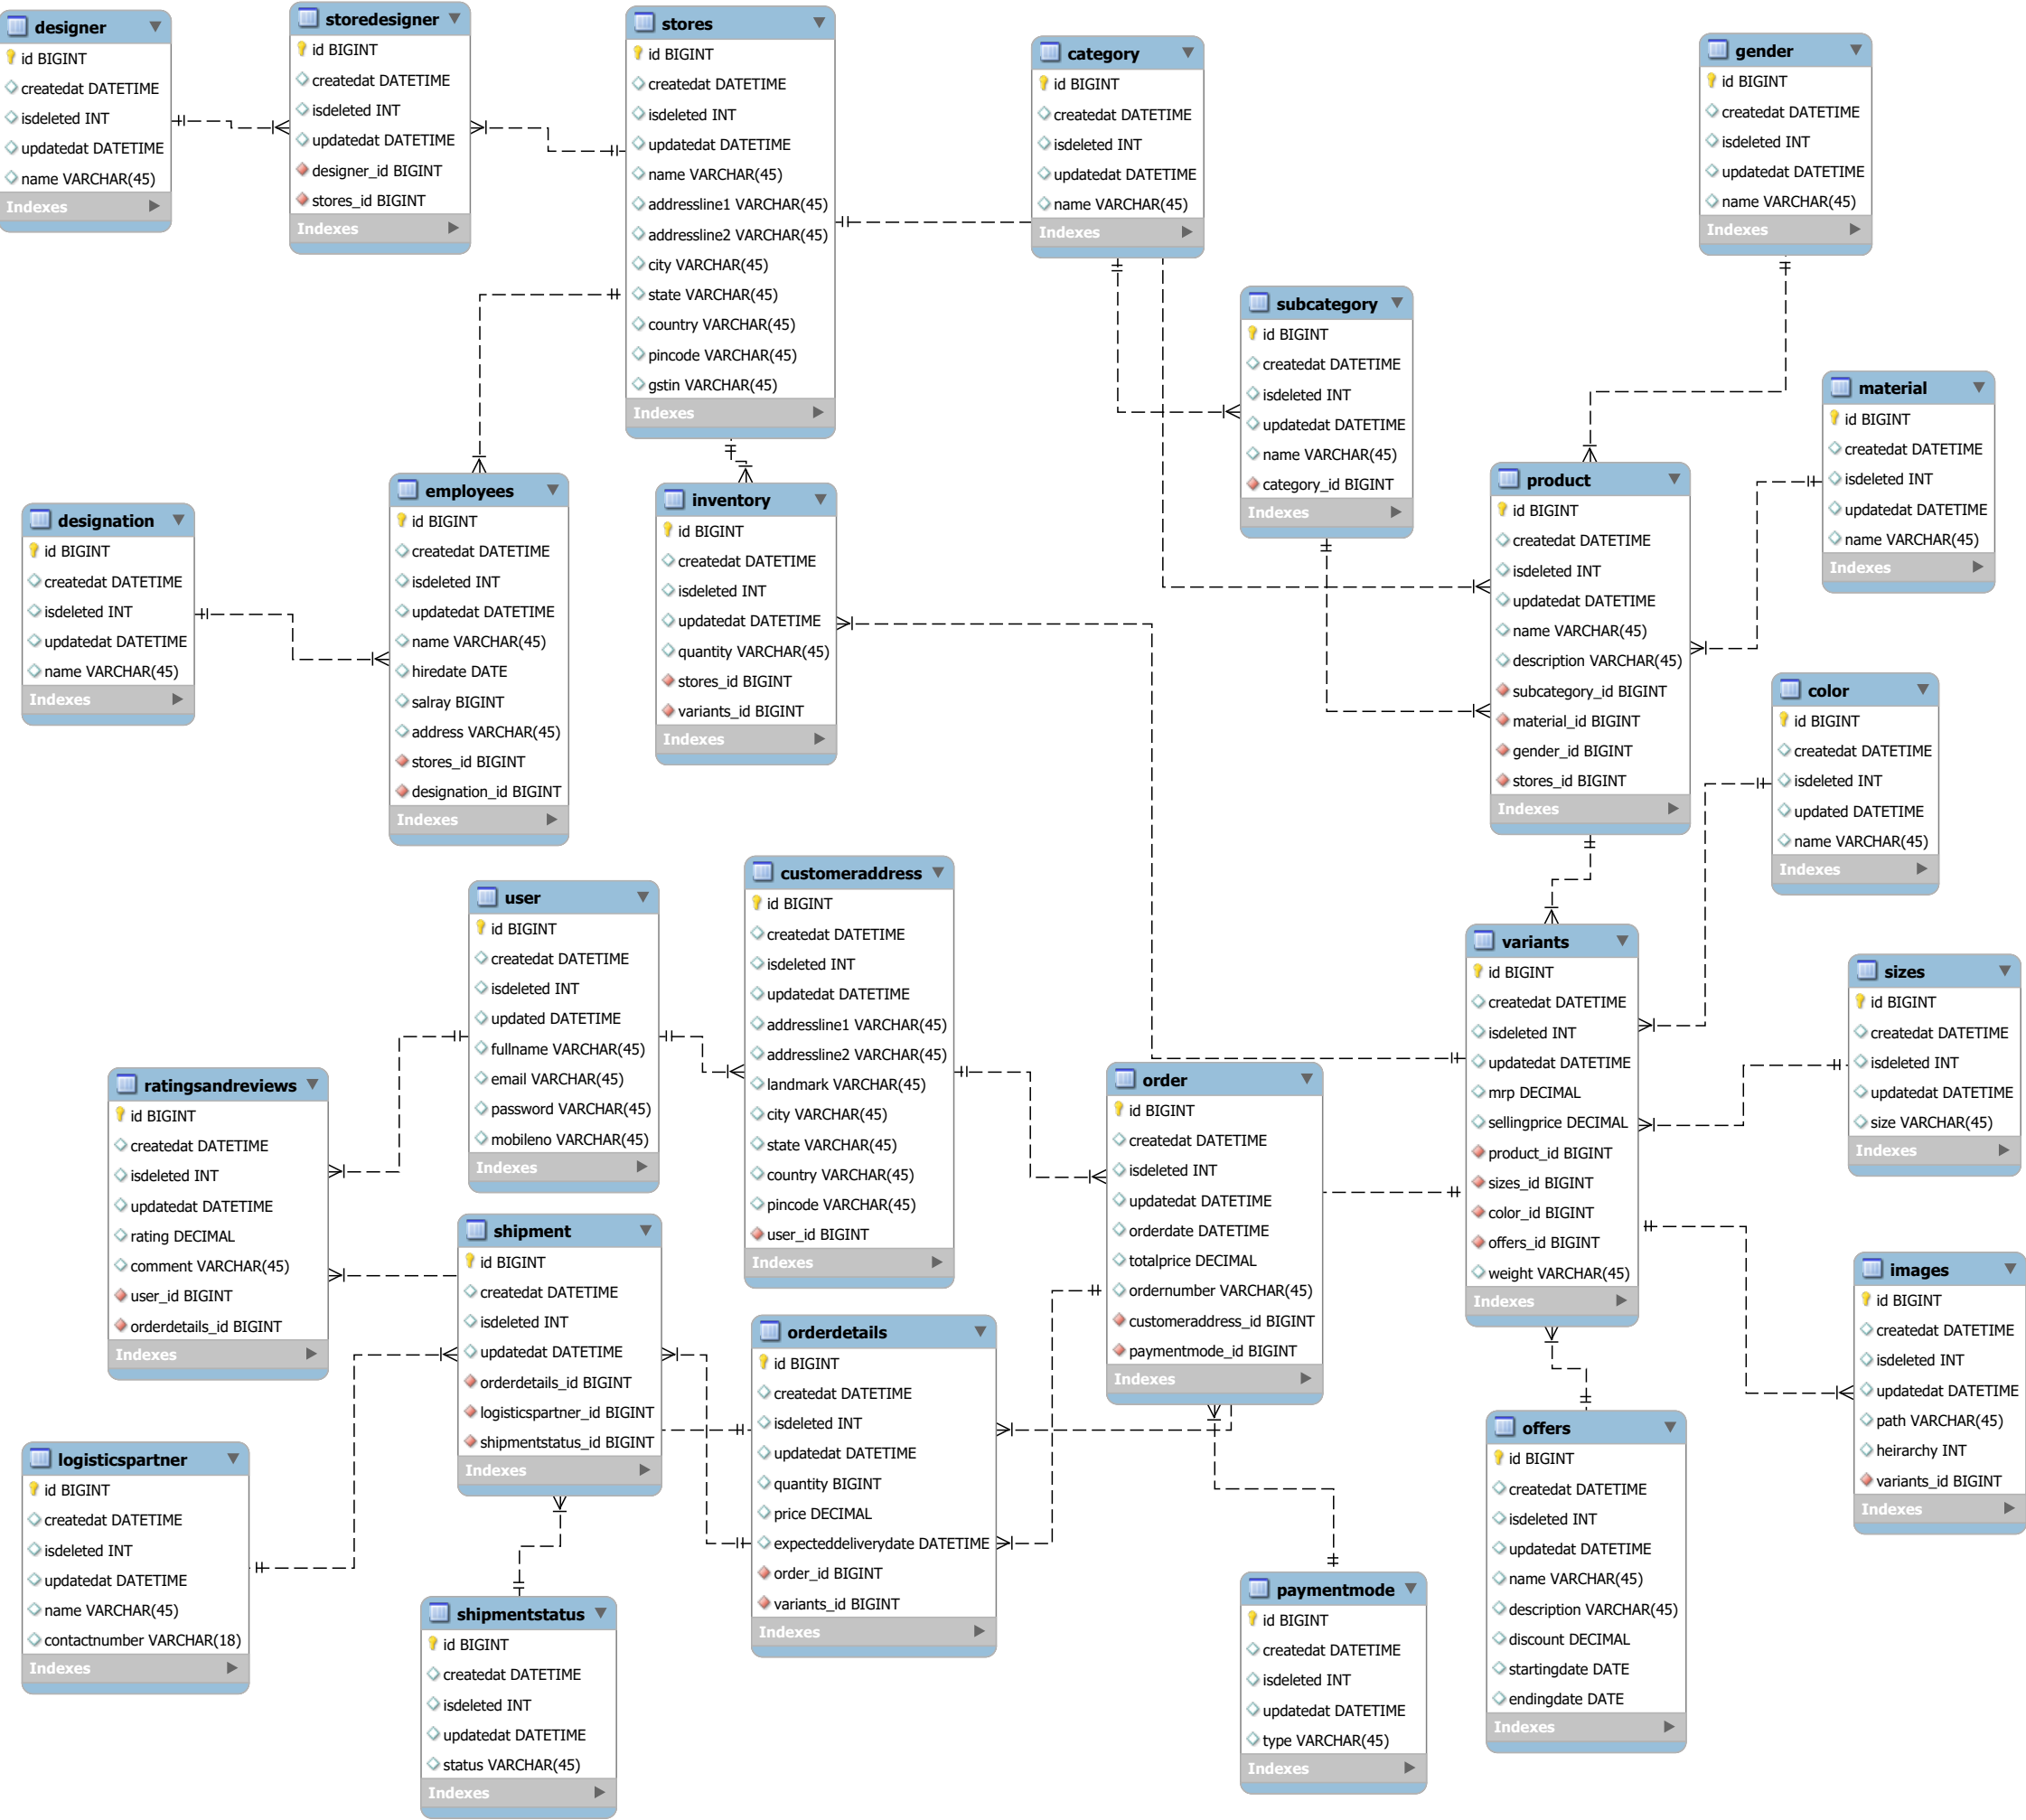 designer
id BIGINT
createdat DATETIME
isdeleted INT
updatedat DATETIME
name VARCHAR(45)
Indexes
storedesigner
id BIGINT
createdat DATETIME
isdeleted INT
updatedat DATETIME
designer_id BIGINT
stores_id BIGINT
Indexes
stores
id BIGINT
createdat DATETIME
isdeleted INT
updatedat DATETIME
name VARCHAR(45)
addressline1 VARCHAR(45)
addressline2 VARCHAR(45)
city VARCHAR(45)
state VARCHAR(45)
country VARCHAR(45)
pincode VARCHAR(45)
gstin VARCHAR(45)
Indexes
category
id BIGINT
createdat DATETIME
isdeleted INT
updatedat DATETIME
name VARCHAR(45)
Indexes
gender
id BIGINT
createdat DATETIME
isdeleted INT
updatedat DATETIME
name VARCHAR(45)
Indexes
subcategory
id BIGINT
createdat DATETIME
isdeleted INT
updatedat DATETIME
name VARCHAR(45)
category_id BIGINT
Indexes
material
id BIGINT
createdat DATETIME
isdeleted INT
updatedat DATETIME
name VARCHAR(45)
Indexes
designation
id BIGINT
createdat DATETIME
isdeleted INT
updatedat DATETIME
name VARCHAR(45)
Indexes
employees
id BIGINT
createdat DATETIME
isdeleted INT
updatedat DATETIME
name VARCHAR(45)
hiredate DATE
salray BIGINT
address VARCHAR(45)
stores_id BIGINT
designation_id BIGINT
Indexes
inventory
id BIGINT
createdat DATETIME
isdeleted INT
updatedat DATETIME
quantity VARCHAR(45)
stores_id BIGINT
variants_id BIGINT
Indexes
product
id BIGINT
createdat DATETIME
isdeleted INT
updatedat DATETIME
name VARCHAR(45)
description VARCHAR(45)
subcategory_id BIGINT
material_id BIGINT
gender_id BIGINT
stores_id BIGINT
Indexes
color
id BIGINT
createdat DATETIME
isdeleted INT
updated DATETIME
name VARCHAR(45)
Indexes
user
id BIGINT
createdat DATETIME
isdeleted INT
updated DATETIME
fullname VARCHAR(45)
email VARCHAR(45)
password VARCHAR(45)
mobileno VARCHAR(45)
Indexes
customeraddress
id BIGINT
createdat DATETIME
isdeleted INT
updatedat DATETIME
addressline1 VARCHAR(45)
addressline2 VARCHAR(45)
landmark VARCHAR(45)
city VARCHAR(45)
state VARCHAR(45)
country VARCHAR(45)
pincode VARCHAR(45)
user_id BIGINT
Indexes
variants
id BIGINT
createdat DATETIME
isdeleted INT
updatedat DATETIME
mrp DECIMAL
sellingprice DECIMAL
product_id BIGINT
sizes_id BIGINT
color_id BIGINT
offers_id BIGINT
weight VARCHAR(45)
Indexes
sizes
id BIGINT
createdat DATETIME
isdeleted INT
updatedat DATETIME
size VARCHAR(45)
Indexes
ratingsandreviews
id BIGINT
createdat DATETIME
isdeleted INT
updatedat DATETIME
rating DECIMAL
comment VARCHAR(45)
user_id BIGINT
orderdetails_id BIGINT
Indexes
order
id BIGINT
createdat DATETIME
isdeleted INT
updatedat DATETIME
orderdate DATETIME
totalprice DECIMAL
ordernumber VARCHAR(45)
customeraddress_id BIGINT
paymentmode_id BIGINT
Indexes
shipment
id BIGINT
createdat DATETIME
isdeleted INT
updatedat DATETIME
orderdetails_id BIGINT
logisticspartner_id BIGINT
shipmentstatus_id BIGINT
Indexes
orderdetails
id BIGINT
createdat DATETIME
isdeleted INT
updatedat DATETIME
quantity BIGINT
price DECIMAL
expecteddeliverydate DATETIME
order_id BIGINT
variants_id BIGINT
Indexes
images
id BIGINT
createdat DATETIME
isdeleted INT
updatedat DATETIME
path VARCHAR(45)
heirarchy INT
variants_id BIGINT
Indexes
logisticspartner
id BIGINT
createdat DATETIME
isdeleted INT
updatedat DATETIME
name VARCHAR(45)
contactnumber VARCHAR(18)
Indexes
shipmentstatus
id BIGINT
createdat DATETIME
isdeleted INT
updatedat DATETIME
status VARCHAR(45)
Indexes
paymentmode
id BIGINT
createdat DATETIME
isdeleted INT
updatedat DATETIME
type VARCHAR(45)
Indexes
offers
id BIGINT
createdat DATETIME
isdeleted INT
updatedat DATETIME
name VARCHAR(45)
description VARCHAR(45)
discount DECIMAL
startingdate DATE
endingdate DATE
Indexes